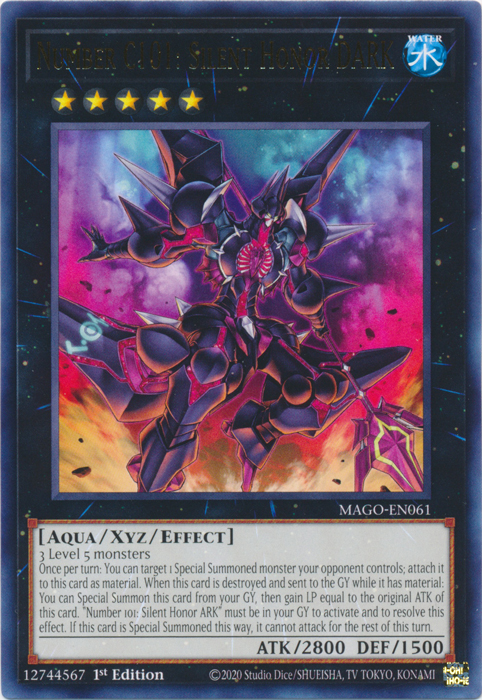 Number C101: Silent Honor DARK
WATER
水
MAGO-EN061
[Aqua/Xyz/Effect]
3 Level 5 monsters
Once per turn: You can target 1 Special Summoned monster your opponent controls; attach it
to this card as material. When this card is destroyed and sent to the GY while it has material:
You can Special Summon this card from your GY, then gain LP equal to the original ATK of
this card. "Number 101: Silent Honor ARK" must be in your GY to activate and to resolve this
effect. If this card is Special Summoned this way, it cannot attack for the rest of this turn.
ATK/2800 DEF/1500
12744567 1st Edition ©2020 Studio Dice/SHUEISHA, TV TOKYO, KONAMI